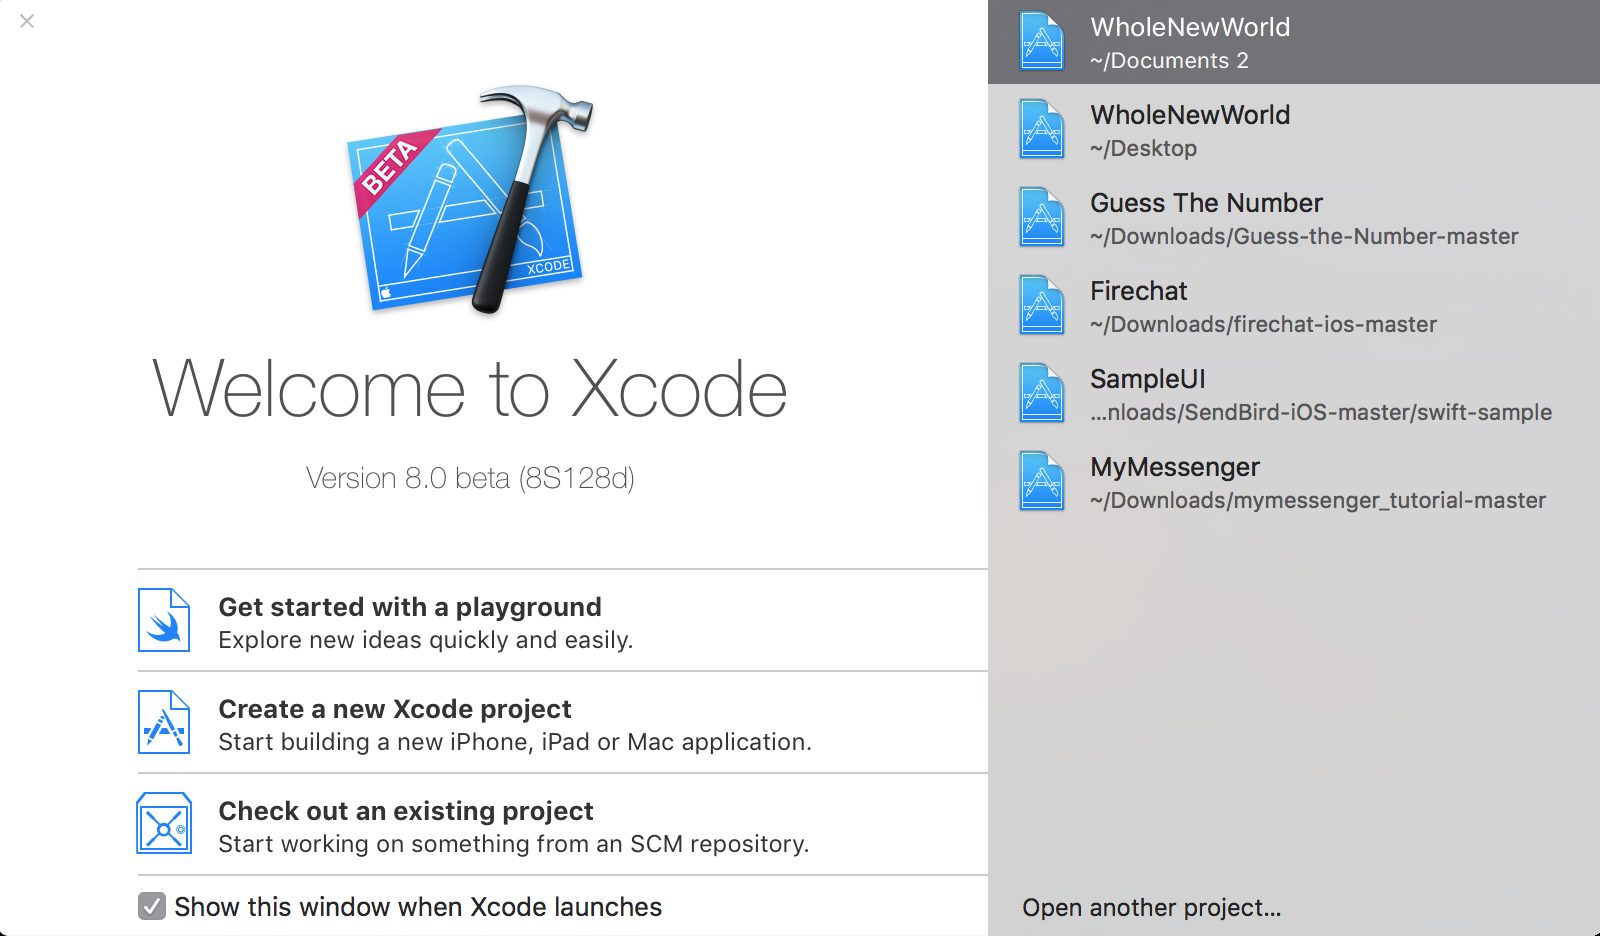 BETA
XCODE
Welcome to Xcode
Version 8.0 beta (8S128d)
Get started with a playground
Explore new ideas quickly and easily.
Create a new Xcode project
Start building a new iPhone, iPad or Mac application.
Check out an existing project
Start working on something from an SCM repository.
Show this window when Xcode launches
WholeNewWorld
~/Documents 2
WholeNewWorld
~/Desktop
Guess The Number
~/Downloads/Guess-the-Number-master
Firechat
~/Downloads/firechat-ios-master
SampleUI
...nloads/SendBird-iOS-master/swift-sample
MyMessenger
~/Downloads/mymessenger_tutorial-master
Open another project...